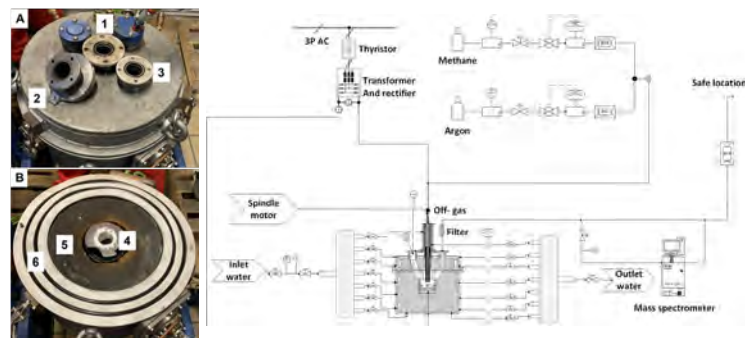 A
1
2
3
B
4
5
6
3P AC
Thyristor
Transformer
And rectifier
Methane
Argon
Safe location
Spindle
motor
Off- gas
Filter
Inlet
water
Outlet
water
Mass spectrometer